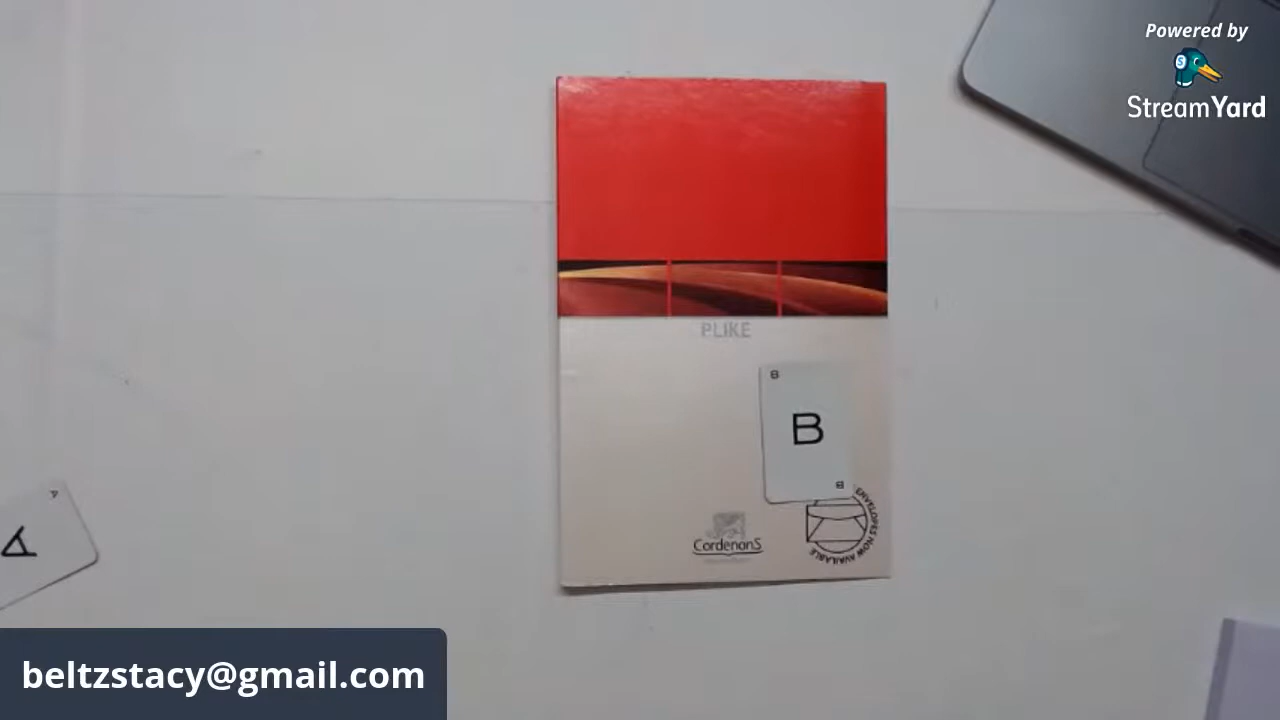 Powered by
StreamYard
PLIKE
B
B
B
A
A
CordenonS
ENVELOPES NOW AVAILABLE
beltzstacy@gmail.com